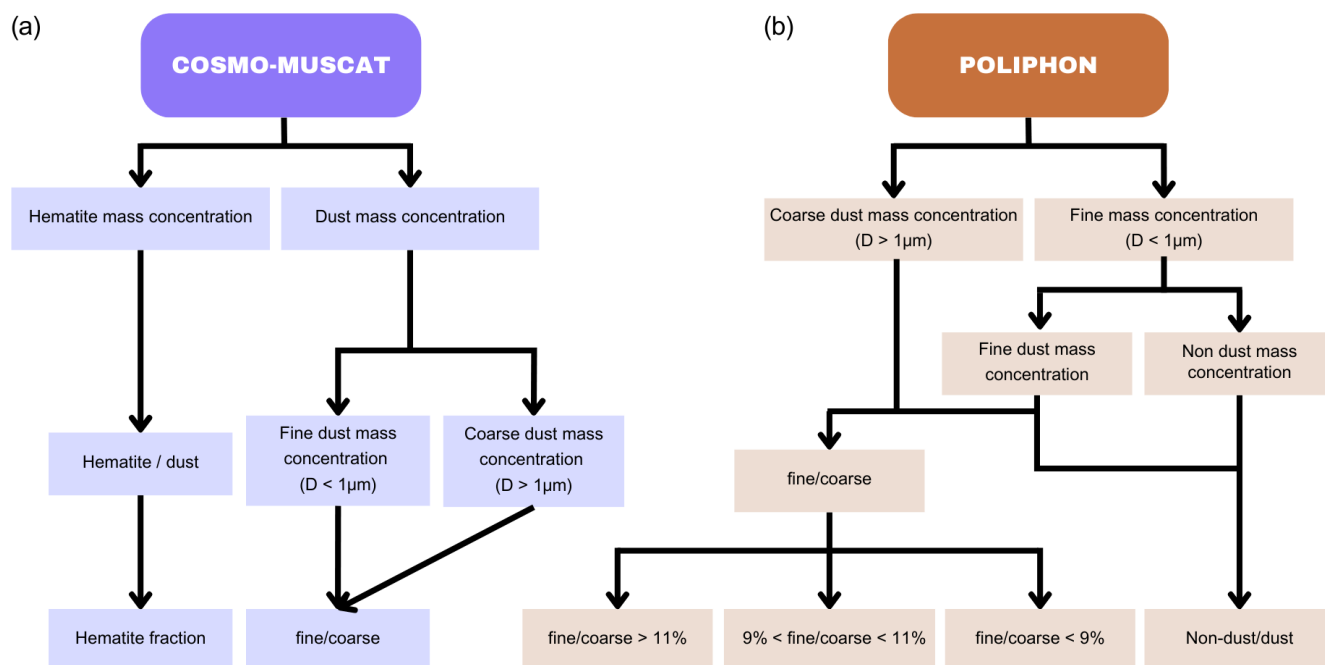 (a)
COSMO-MUSCAT
Hematite mass concentration
Dust mass concentration
Hematite / dust
Fine dust mass
concentration
(D < 1µm)
Coarse dust mass
concentration
(D > 1µm)
Hematite fraction
fine/coarse
(b)
POLIPHON
Coarse dust mass concentration
(D > 1µm)
Fine mass concentration
(D < 1µm)
Fine dust mass
concentration
Non dust mass
concentration
fine/coarse
fine/coarse > 11%
9% < fine/coarse < 11%
fine/coarse < 9%
Non-dust/dust